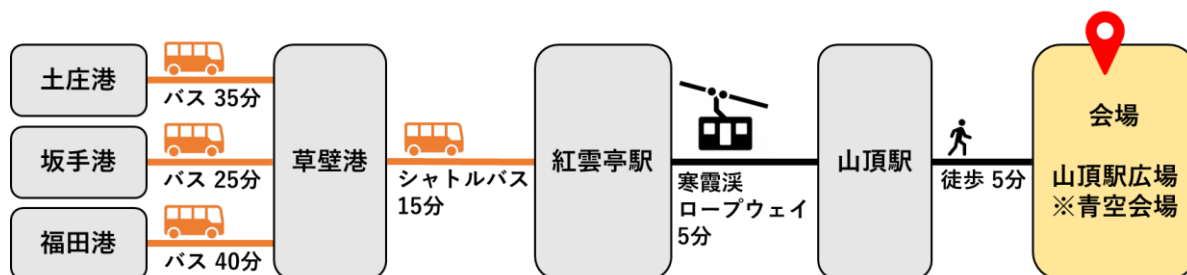 土庄港
バス 35分
坂手港
バス 25分
福田港
バス 40分
草壁港
シャトルバス
15分
紅雲亭駅
寒霞渓
ロープウェイ
5分
山頂駅
徒歩 5分
会場
山頂駅広場
※青空会場